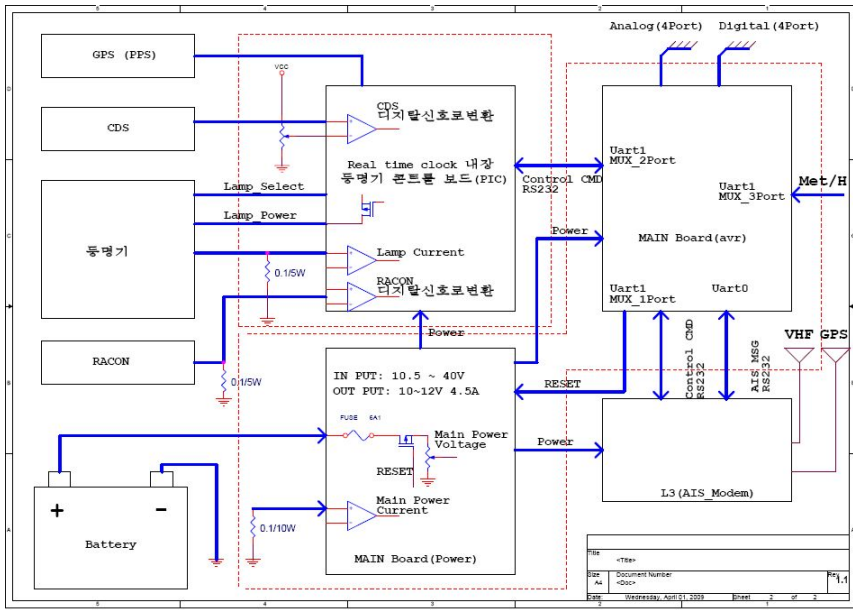 Analog(4Port)
Digital(4Port)
GPS (PPS)
VCC
CDS
CDS
디지탈신호로변환
Real time clock 내장
등명기 콘트롤 보드(PIC)
Control CMD
RS232
Uart1
MUX_2Port
Uart1
MUX_3Port
Met/H
Lamp_Select
Lamp_Power
등명기
Power
MAIN Board(avr)
Lamp Current
0.1/5W
RACON
디지탈신호로변환
Uart1
MUX_1Port
Uart0
Power
Control CMD
RS232
AIS_MSG
RS232
VHF
GPS
RACON
0.1/5W
IN PUT: 10.5 ~ 40V
OUT PUT: 10~12V 4.5A
RESET
FUSE
6A1
Main Power
Voltage
Power
RESET
+
-
Main Power
Current
0.1/10W
L3(AIS_Modem)
Battery
MAIN Board(Power)
Title
<Title>
Size
A4
Document Number
<Doc>
Rev
1.1
Date:
Wednesday, April 01, 2009
Sheet
2
of
2